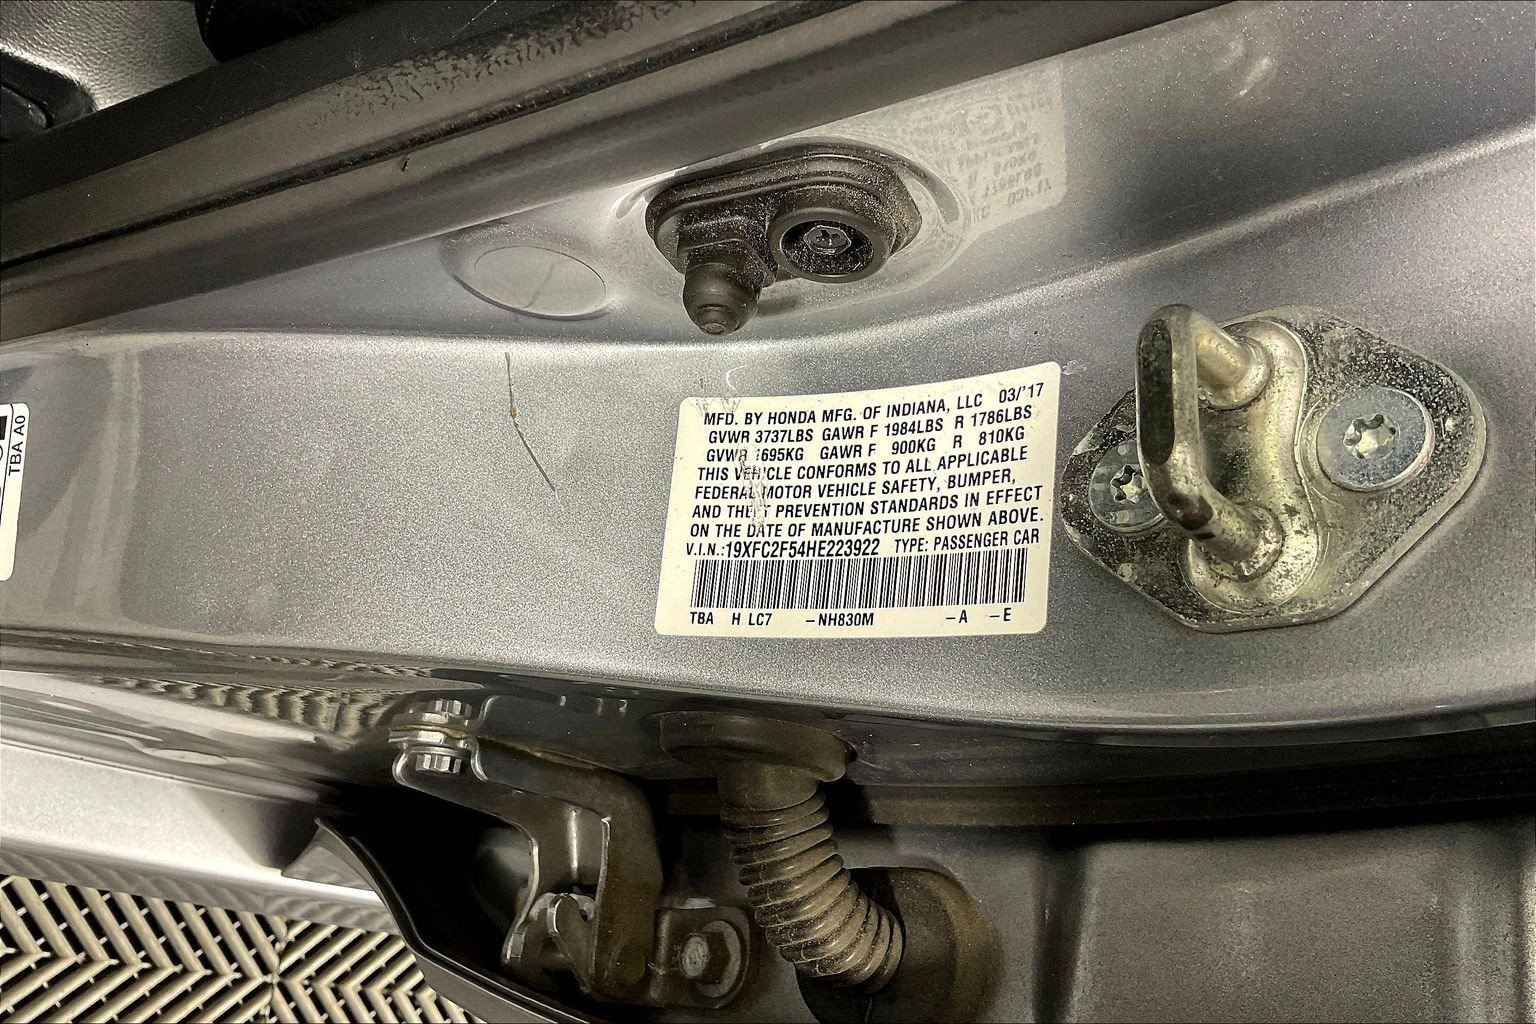 MFD. BY HONDA MFG. OF INDIANA, LLC 03/'17
GVWR 3737LBS GAWR F 1984LBS R 1786LBS
GVWR 1695KG GAWR F 900KG R 810KG
THIS VEHICLE CONFORMS TO ALL APPLICABLE
FEDERAL MOTOR VEHICLE SAFETY, BUMPER,
AND THEFT PREVENTION STANDARDS IN EFFECT
ON THE DATE OF MANUFACTURE SHOWN ABOVE.
V.I.N.:19XFC2F54HE223922 TYPE: PASSENGER CAR
TBA H LC7 -NH830M -A -E
TBA A0